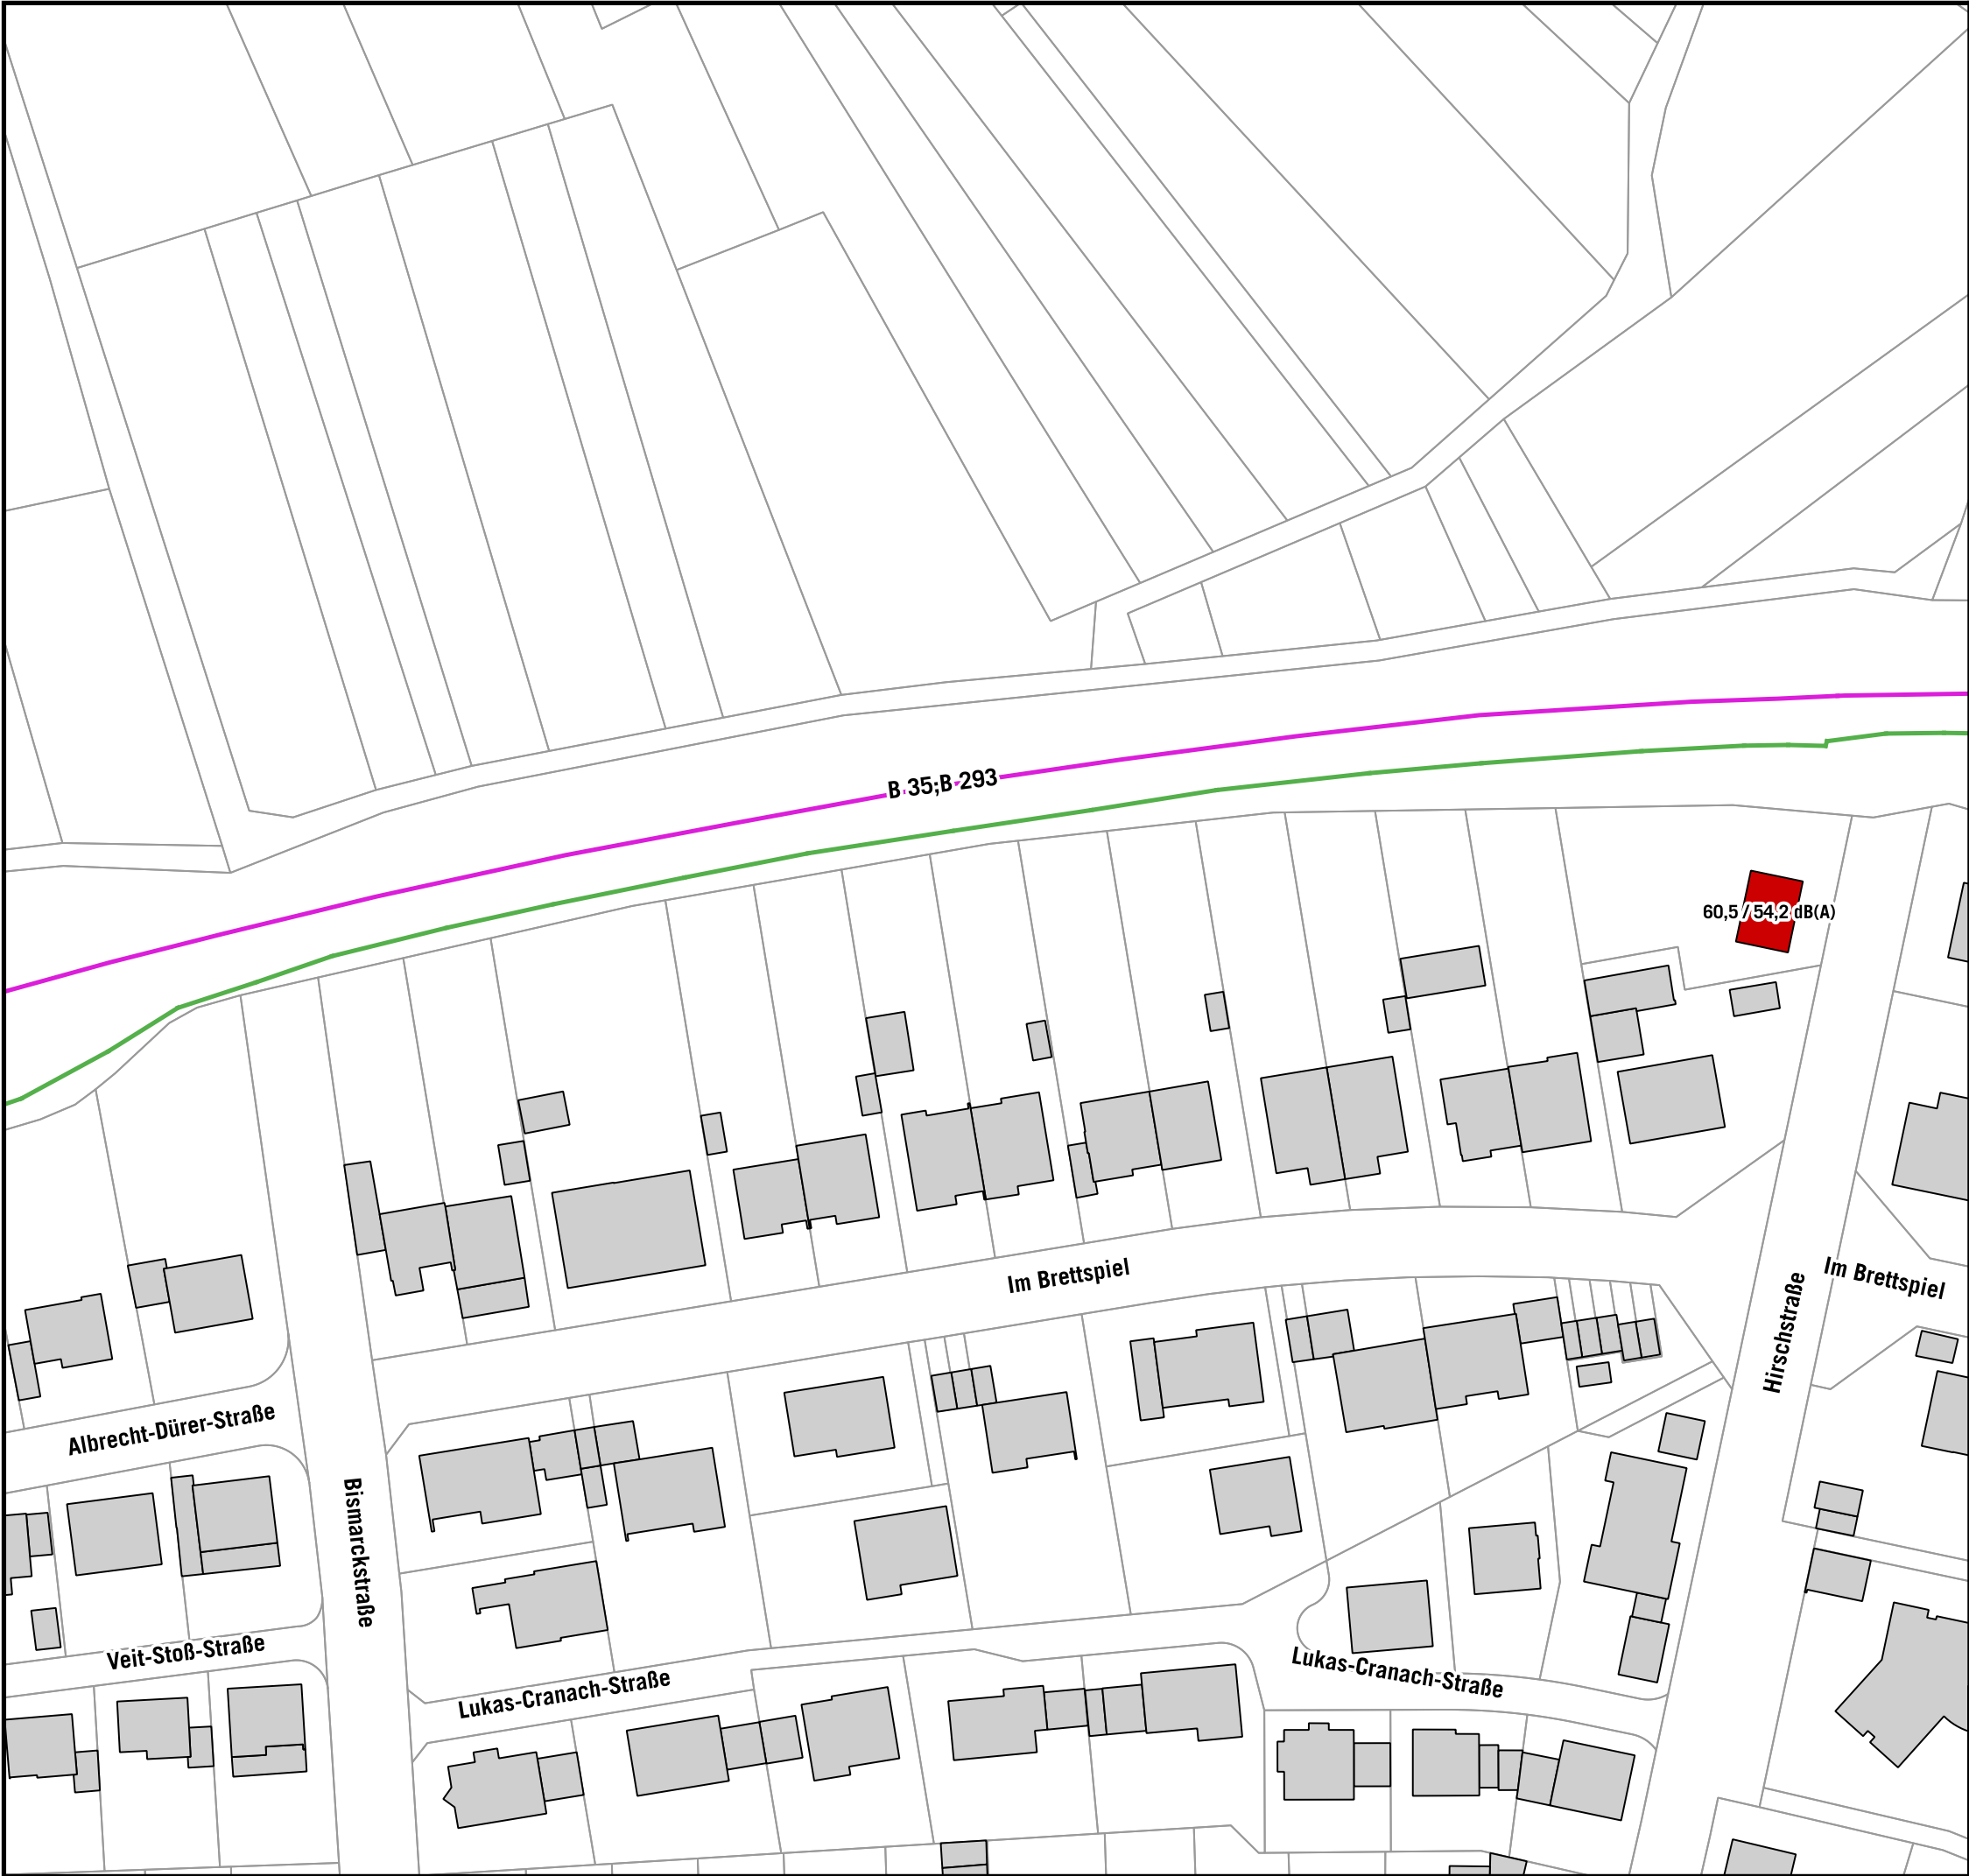 B 35;B 293
60,5 / 54,2 dB(A)
Im Brettspiel
Im Brettspiel
Hirschstraße
Albrecht-Dürer-Straße
Bismarckstraße
Veit-Stoß-Straße
Lukas-Cranach-Straße
Lukas-Cranach-Straße